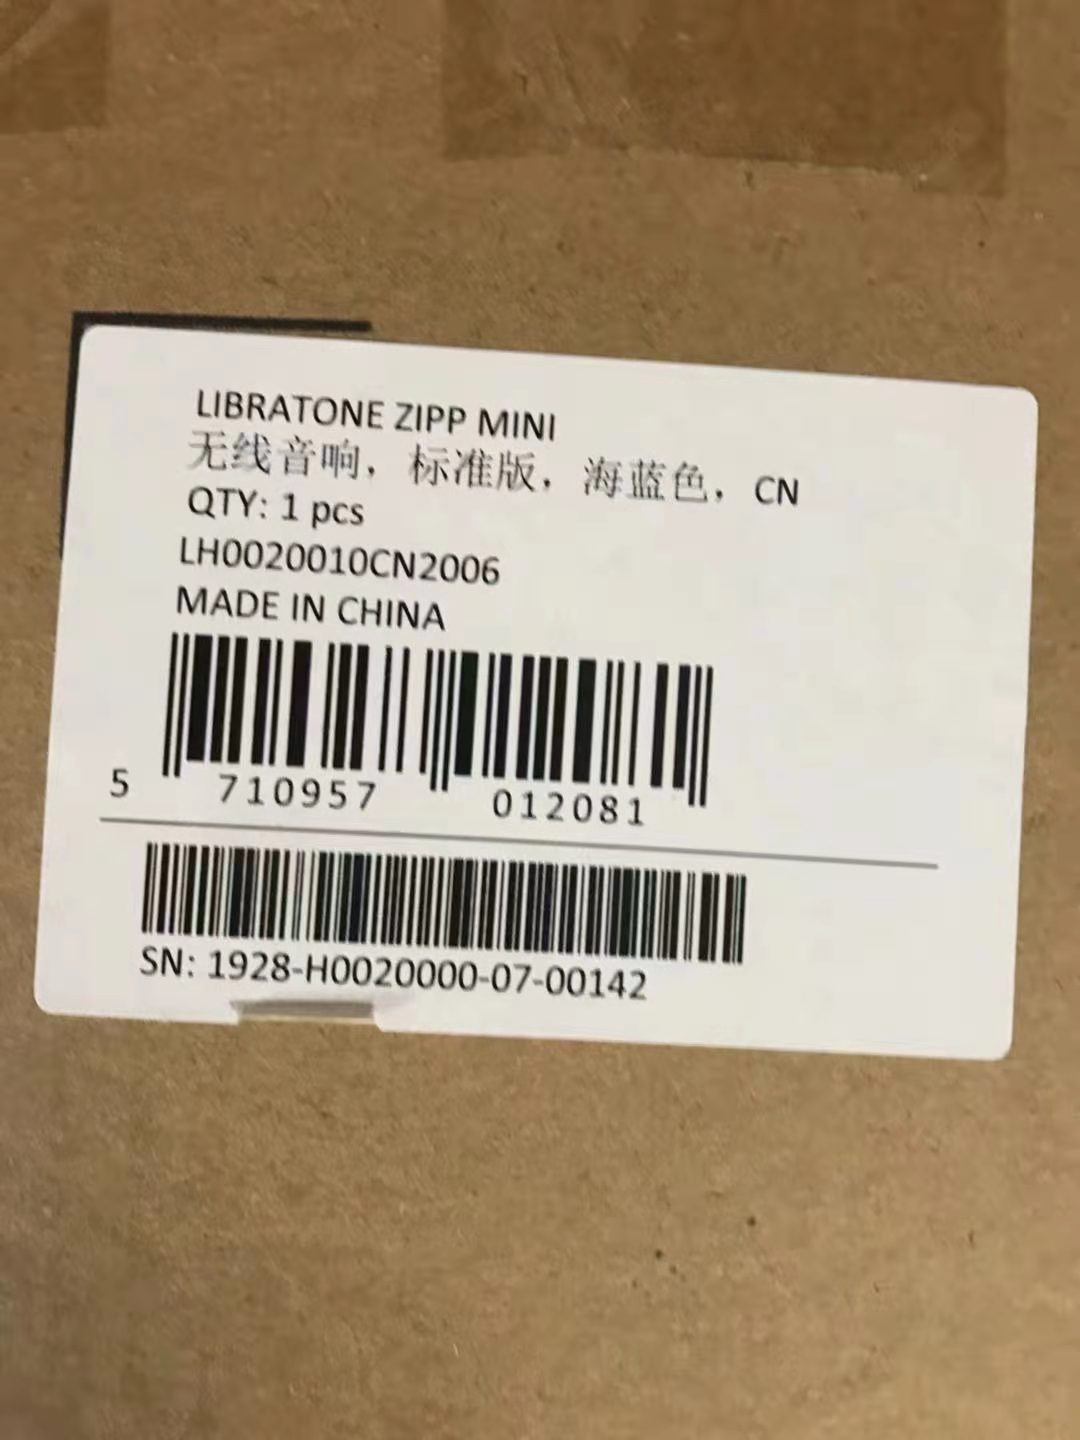 LIBRATONE ZIPP MINI
无线音响，标准版，海蓝色，CN
QTY: 1 pcs
LH0020010CN2006
MADE IN CHINA
5 710957 012081
SN: 1928-H0020000-07-00142